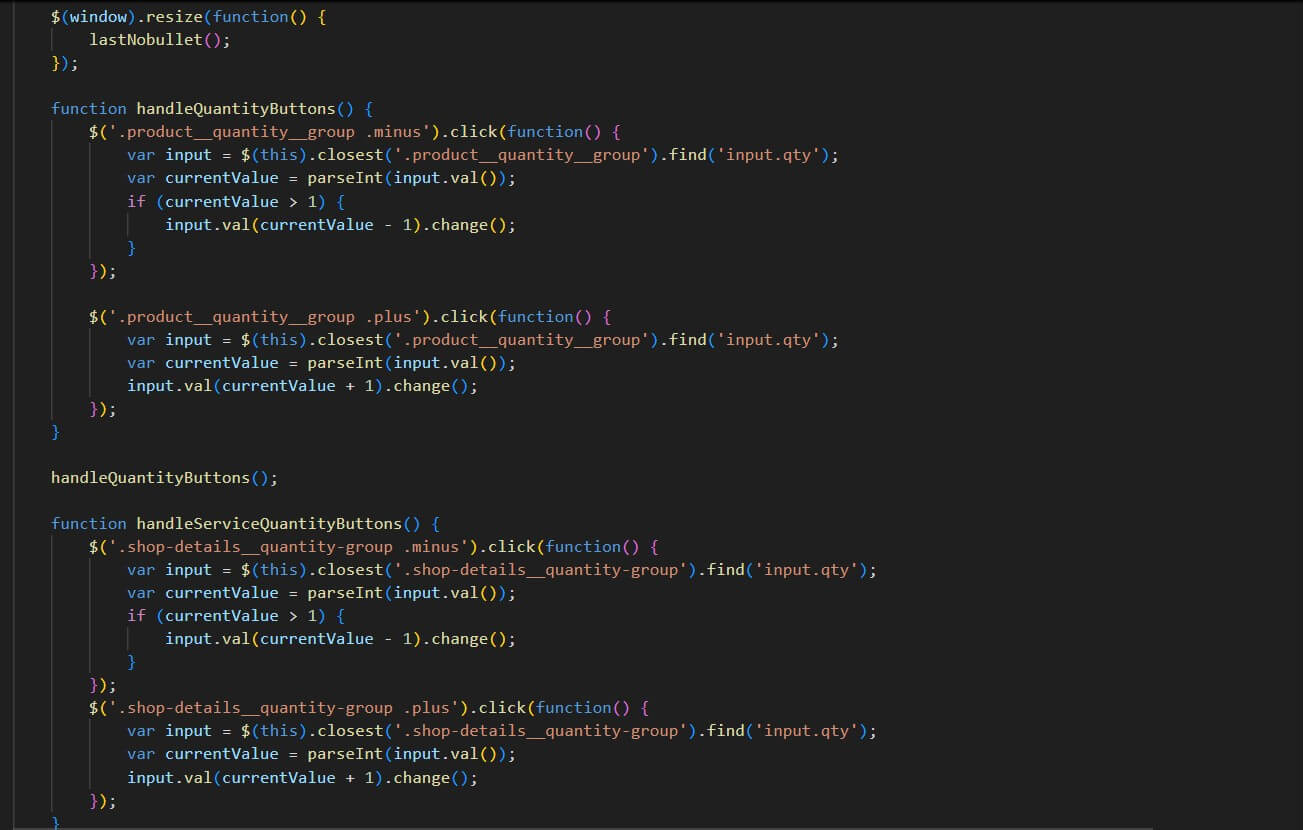 $(window).resize(function() {
    lastNobullet();
});

function handleQuantityButtons() {
    $('.product__quantity__group .minus').click(function() {
        var input = $(this).closest('.product__quantity__group').find('input.qty');
        var currentValue = parseInt(input.val());
        if (currentValue > 1) {
            input.val(currentValue - 1).change();
        }
    });

    $('.product__quantity__group .plus').click(function() {
        var input = $(this).closest('.product__quantity__group').find('input.qty');
        var currentValue = parseInt(input.val());
        input.val(currentValue + 1).change();
    });
}

handleQuantityButtons();

function handleServiceQuantityButtons() {
    $('.shop-details__quantity-group .minus').click(function() {
        var input = $(this).closest('.shop-details__quantity-group').find('input.qty');
        var currentValue = parseInt(input.val());
        if (currentValue > 1) {
            input.val(currentValue - 1).change();
        }
    });
    $('.shop-details__quantity-group .plus').click(function() {
        var input = $(this).closest('.shop-details__quantity-group').find('input.qty');
        var currentValue = parseInt(input.val());
        input.val(currentValue + 1).change();
    });
}